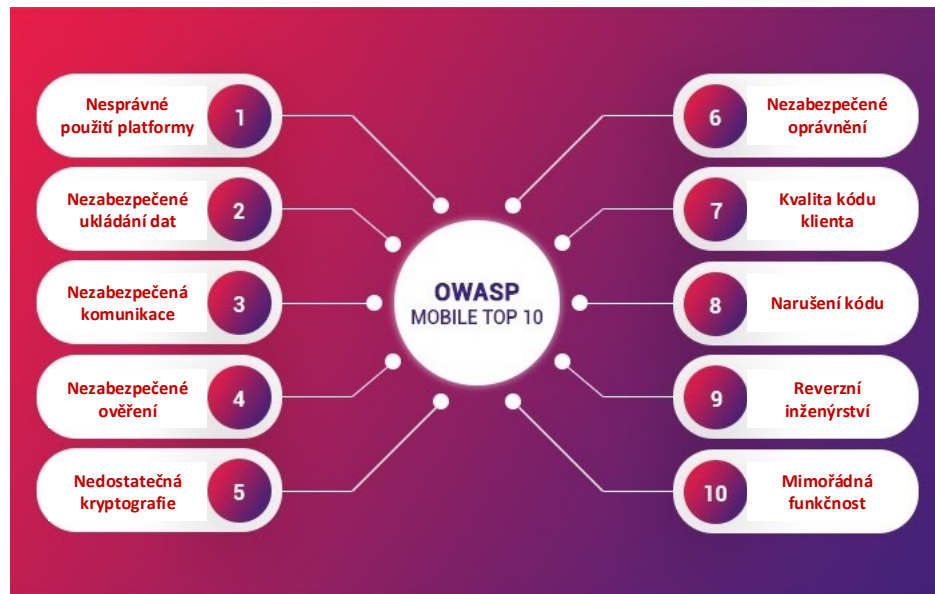 Nesprávné
použití platformy
1
Nezabezpečené
ukládání dat
2
Nezabezpečená
komunikace
3
Nezabezpečené
ověření
4
Nedostatečná
kryptografie
5
OWASP
MOBILE TOP 10
6
Nezabezpečené
oprávnění
7
Kvalita kódu
klienta
8
Narušení kódu
9
Reverzní
inženýrství
10
Mimořádná
funkčnost